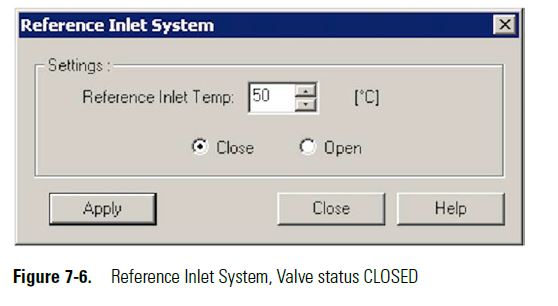 Reference Inlet System
Settings :
Reference Inlet Temp: 50 [°C]
Close Open
Apply Close Help
Figure 7-6. Reference Inlet System, Valve status CLOSED